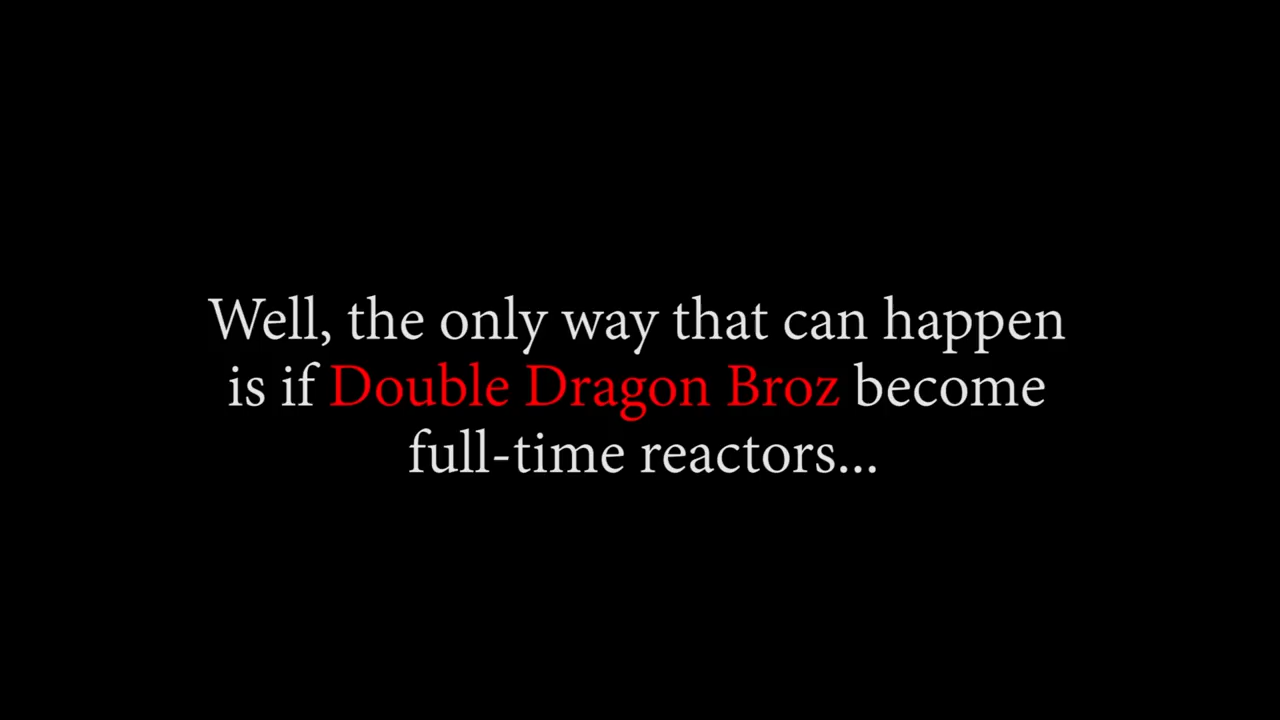 Well, the only way that can happen
is if Double Dragon Broz become
full-time reactors...